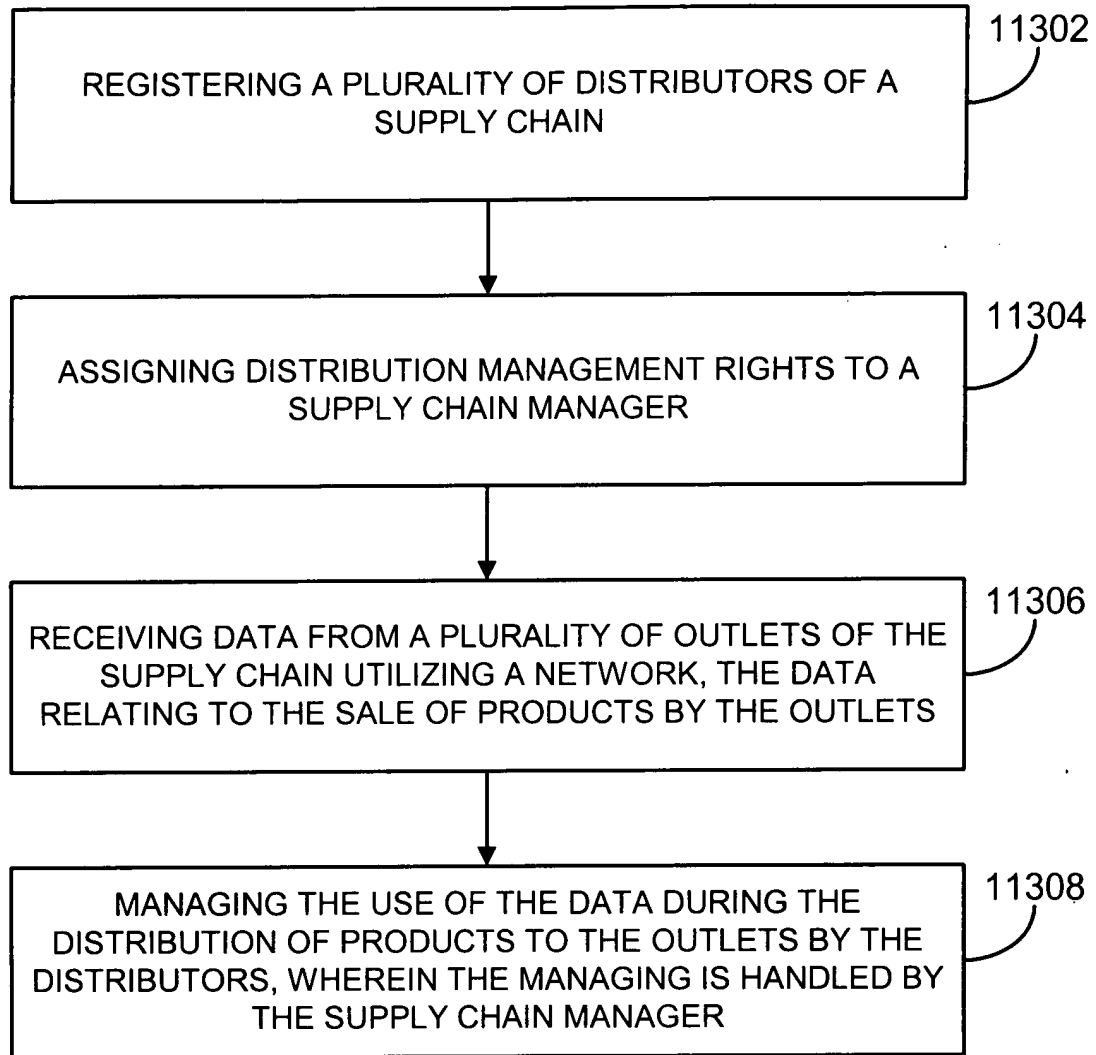 11302
REGISTERING A PLURALITY OF DISTRIBUTORS OF A
SUPPLY CHAIN
11304
ASSIGNING DISTRIBUTION MANAGEMENT RIGHTS TO A
SUPPLY CHAIN MANAGER
11306
RECEIVING DATA FROM A PLURALITY OF OUTLETS OF THE
SUPPLY CHAIN UTILIZING A NETWORK, THE DATA
RELATING TO THE SALE OF PRODUCTS BY THE OUTLETS
11308
MANAGING THE USE OF THE DATA DURING THE
DISTRIBUTION OF PRODUCTS TO THE OUTLETS BY THE
DISTRIBUTORS, WHEREIN THE MANAGING IS HANDLED BY
THE SUPPLY CHAIN MANAGER